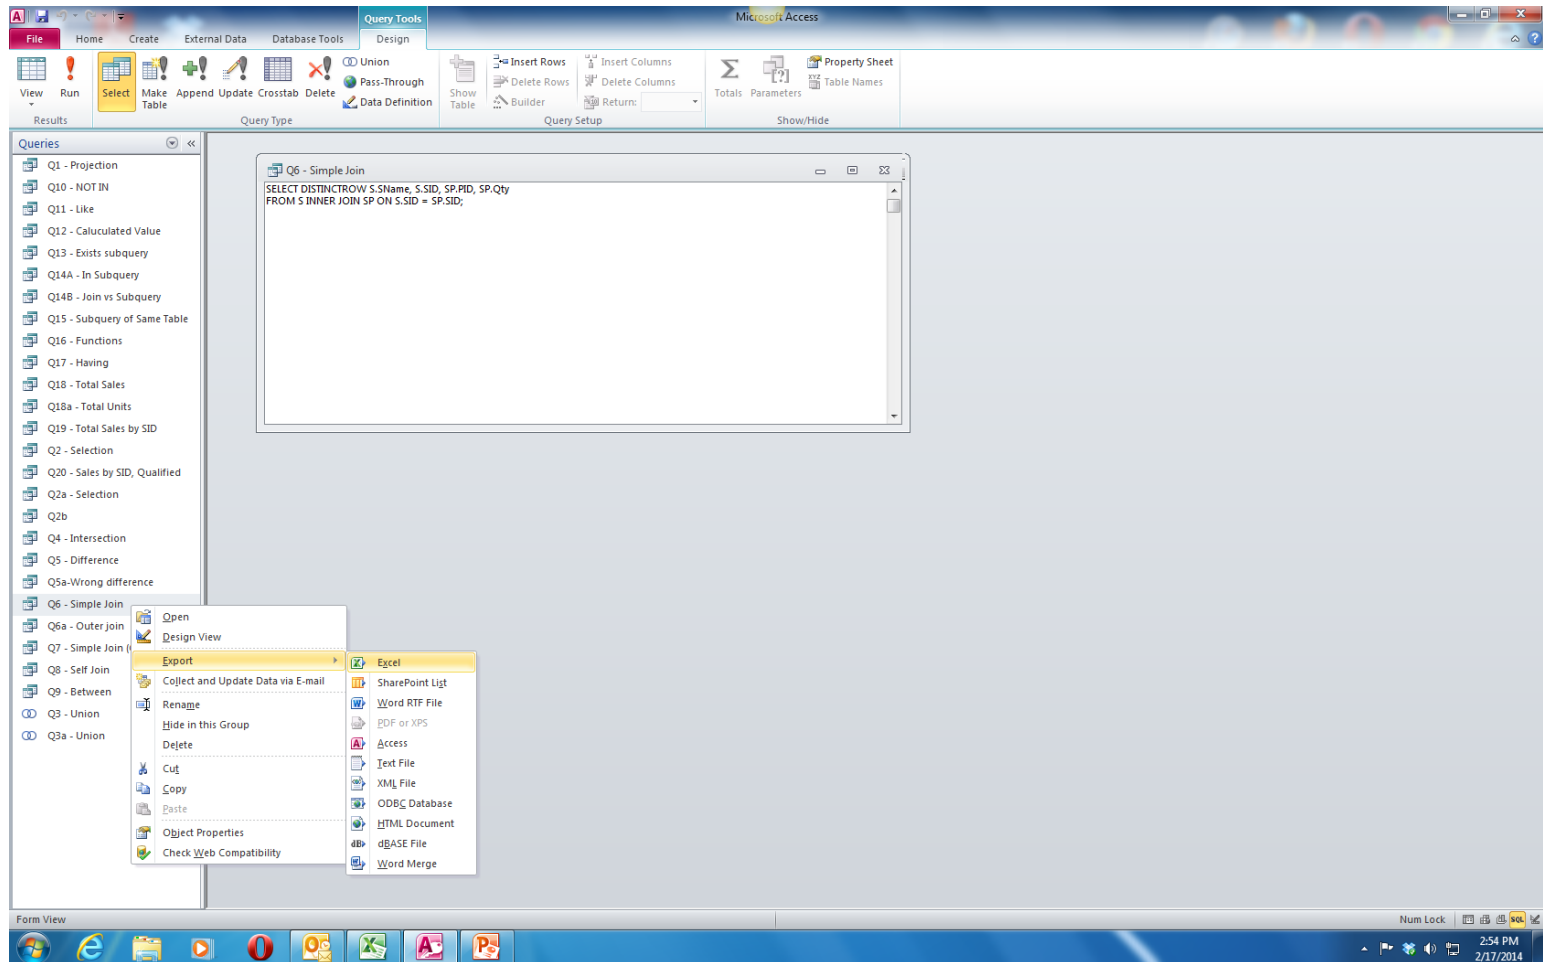 Query Tools
Microsoft Access
File Home Create External Data Database Tools Design
View Run Select Make Table Append Update Crosstab Delete
Union
Pass-Through
Data Definition
Show Table
Insert Rows
Delete Rows
Builder
Insert Columns
Delete Columns
Return:
Totals Parameters
Property Sheet
Table Names
Results Query Type Query Setup Show/Hide
Queries
Q1 - Projection
Q10 - NOT IN
Q11 - Like
Q12 - Caluculated Value
Q13 - Exists subquery
Q14A - In Subquery
Q14B - Join vs Subquery
Q15 - Subquery of Same Table
Q16 - Functions
Q17 - Having
Q18 - Total Sales
Q18a - Total Units
Q19 - Total Sales by SID
Q2 - Selection
Q20 - Sales by SID, Qualified
Q2a - Selection
Q2b
Q4 - Intersection
Q5 - Difference
Q5a-Wrong difference
Q6 - Simple Join
Q6a - Outer join
Q7 - Simple Join (
Q8 - Self Join
Q9 - Between
Q3 - Union
Q3a - Union
Q6 - Simple Join
SELECT DISTINCTROW S.SName, S.SID, SP.PID, SP.Qty
FROM S INNER JOIN SP ON S.SID = SP.SID;
Open
Design View
Export
Collect and Update Data via E-mail
Rename
Hide in this Group
Delete
Cut
Copy
Paste
Object Properties
Check Web Compatibility
Excel
SharePoint List
Word RTF File
PDF or XPS
Access
Text File
XML File
ODBC Database
HTML Document
dBASE File
Word Merge
Form View
Num Lock
SQL
2:54 PM
2/17/2014